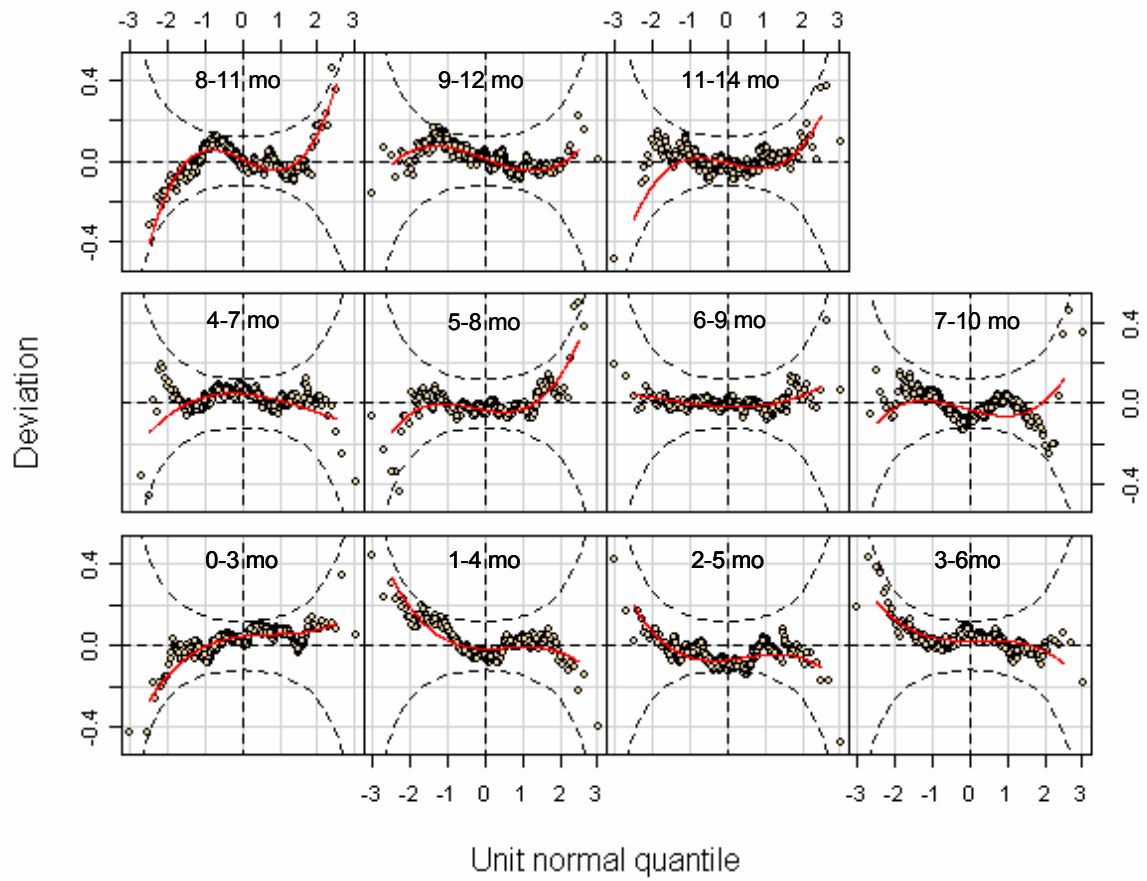 -3 -2 -1 0 1 2 3 -3 -2 -1 0 1 2 3
8-11 mo 9-12 mo 11-14 mo
0.4
0.0
-0.4
4-7 mo 5-8 mo 6-9 mo 7-10 mo
0.4
0.0
-0.4
Deviation
0-3 mo 1-4 mo 2-5 mo 3-6mo
0.4
0.0
-0.4
-3 -2 -1 0 1 2 3 -3 -2 -1 0 1 2 3
Unit normal quantile